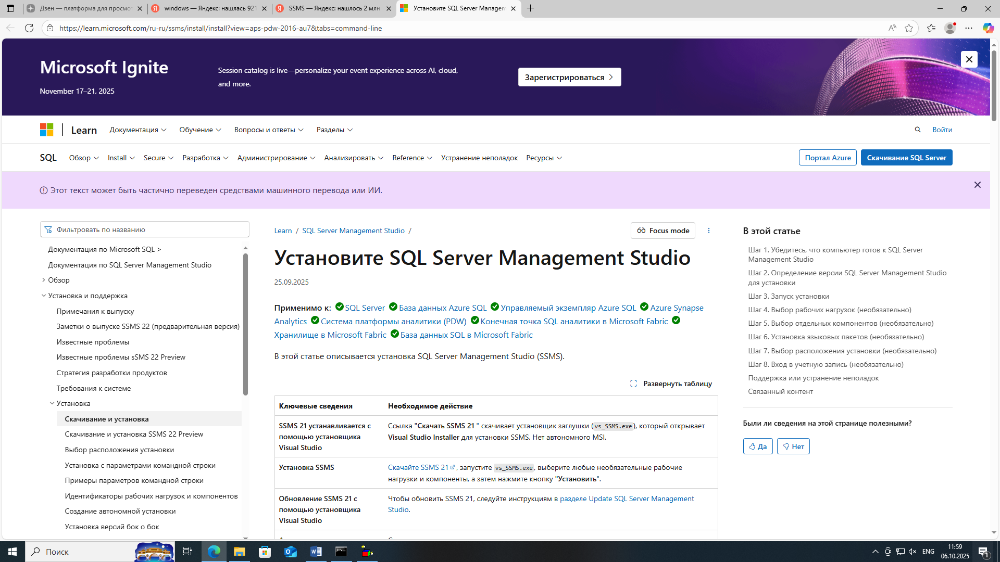 Дзен — платформа для просмот
windows — Яндекс: нашлась 921
SSMS — Яндекс: нашлось 2 млн
Установите SQL Server Managem
https://learn.microsoft.com/ru-ru/ssms/install/install?view=aps-pdw-2016-au7&tabs=command-line
Microsoft Ignite
November 17–21, 2025
Session catalog is live—personalize your event experience across AI, cloud,
and more.
Зарегистрироваться
Learn
Документация
Обучение
Вопросы и ответы
Разделы
Войти
SQL
Обзор
Install
Secure
Разработка
Администрирование
Анализировать
Reference
Устранение неполадок
Ресурсы
Портал Azure
Скачивание SQL Server
Этот текст может быть частично переведен средствами машинного перевода или ИИ.
Фильтровать по названию
Документация по Microsoft SQL >
Документация по SQL Server Management Studio
Обзор
Установка и поддержка
Примечания к выпуску
Заметки о выпуске SSMS 22 (предварительная версия)
Известные проблемы
Известные проблемы sSMS 22 Preview
Стратегия разработки продуктов
Требования к системе
Установка
Скачивание и установка
Скачивание и установка SSMS 22 Preview
Выбор расположения установки
Установка с параметрами командной строки
Примеры параметров командной строки
Идентификаторы рабочих нагрузок и компонентов
Создание автономной установки
Установка версий бок о бок
Learn / SQL Server Management Studio /
Focus mode
Установите SQL Server Management Studio
25.09.2025
Применимо к: SQL Server База данных Azure SQL Управляемый экземпляр Azure SQL Azure Synapse
Analytics Система платформы аналитики (PDW) Конечная точка SQL аналитики в Microsoft Fabric
Хранилище в Microsoft Fabric База данных SQL в Microsoft Fabric
В этой статье описывается установка SQL Server Management Studio (SSMS).
Развернуть таблицу
Ключевые сведения
Необходимое действие
SSMS 21 устанавливается с
помощью установщика
Visual Studio
Ссылка "Скачать SSMS 21 " скачивает установщик заглушки (vs_SSMS.exe), который открывает
Visual Studio Installer для установки SSMS. Нет автономного MSI.
Установка SSMS
Скачайте SSMS 21 , запустите vs_SSMS.exe, выберите любые необязательные рабочие
нагрузки и компоненты, а затем нажмите кнопку "Установить".
Обновление SSMS 21 с
помощью установщика
Visual Studio
Чтобы обновить SSMS 21, следуйте инструкциям в разделе Update SQL Server Management
Studio.
В этой статье
Шаг 1. Убедитесь, что компьютер готов к SQL Server
Management Studio
Шаг 2. Определение версии SQL Server Management Studio
для установки
Шаг 3. Запуск установки
Шаг 4. Выбор рабочих нагрузок (необязательно)
Шаг 5. Выбор отдельных компонентов (необязательно)
Шаг 6. Установка языковых пакетов (необязательно)
Шаг 7. Выбор расположения установки (необязательно)
Шаг 8. Вход в учетную запись (необязательно)
Поддержка или устранение неполадок
Связанный контент
Были ли сведения на этой странице полезными?
Да
Нет
Поиск
ENG
11:59
06.10.2025
1